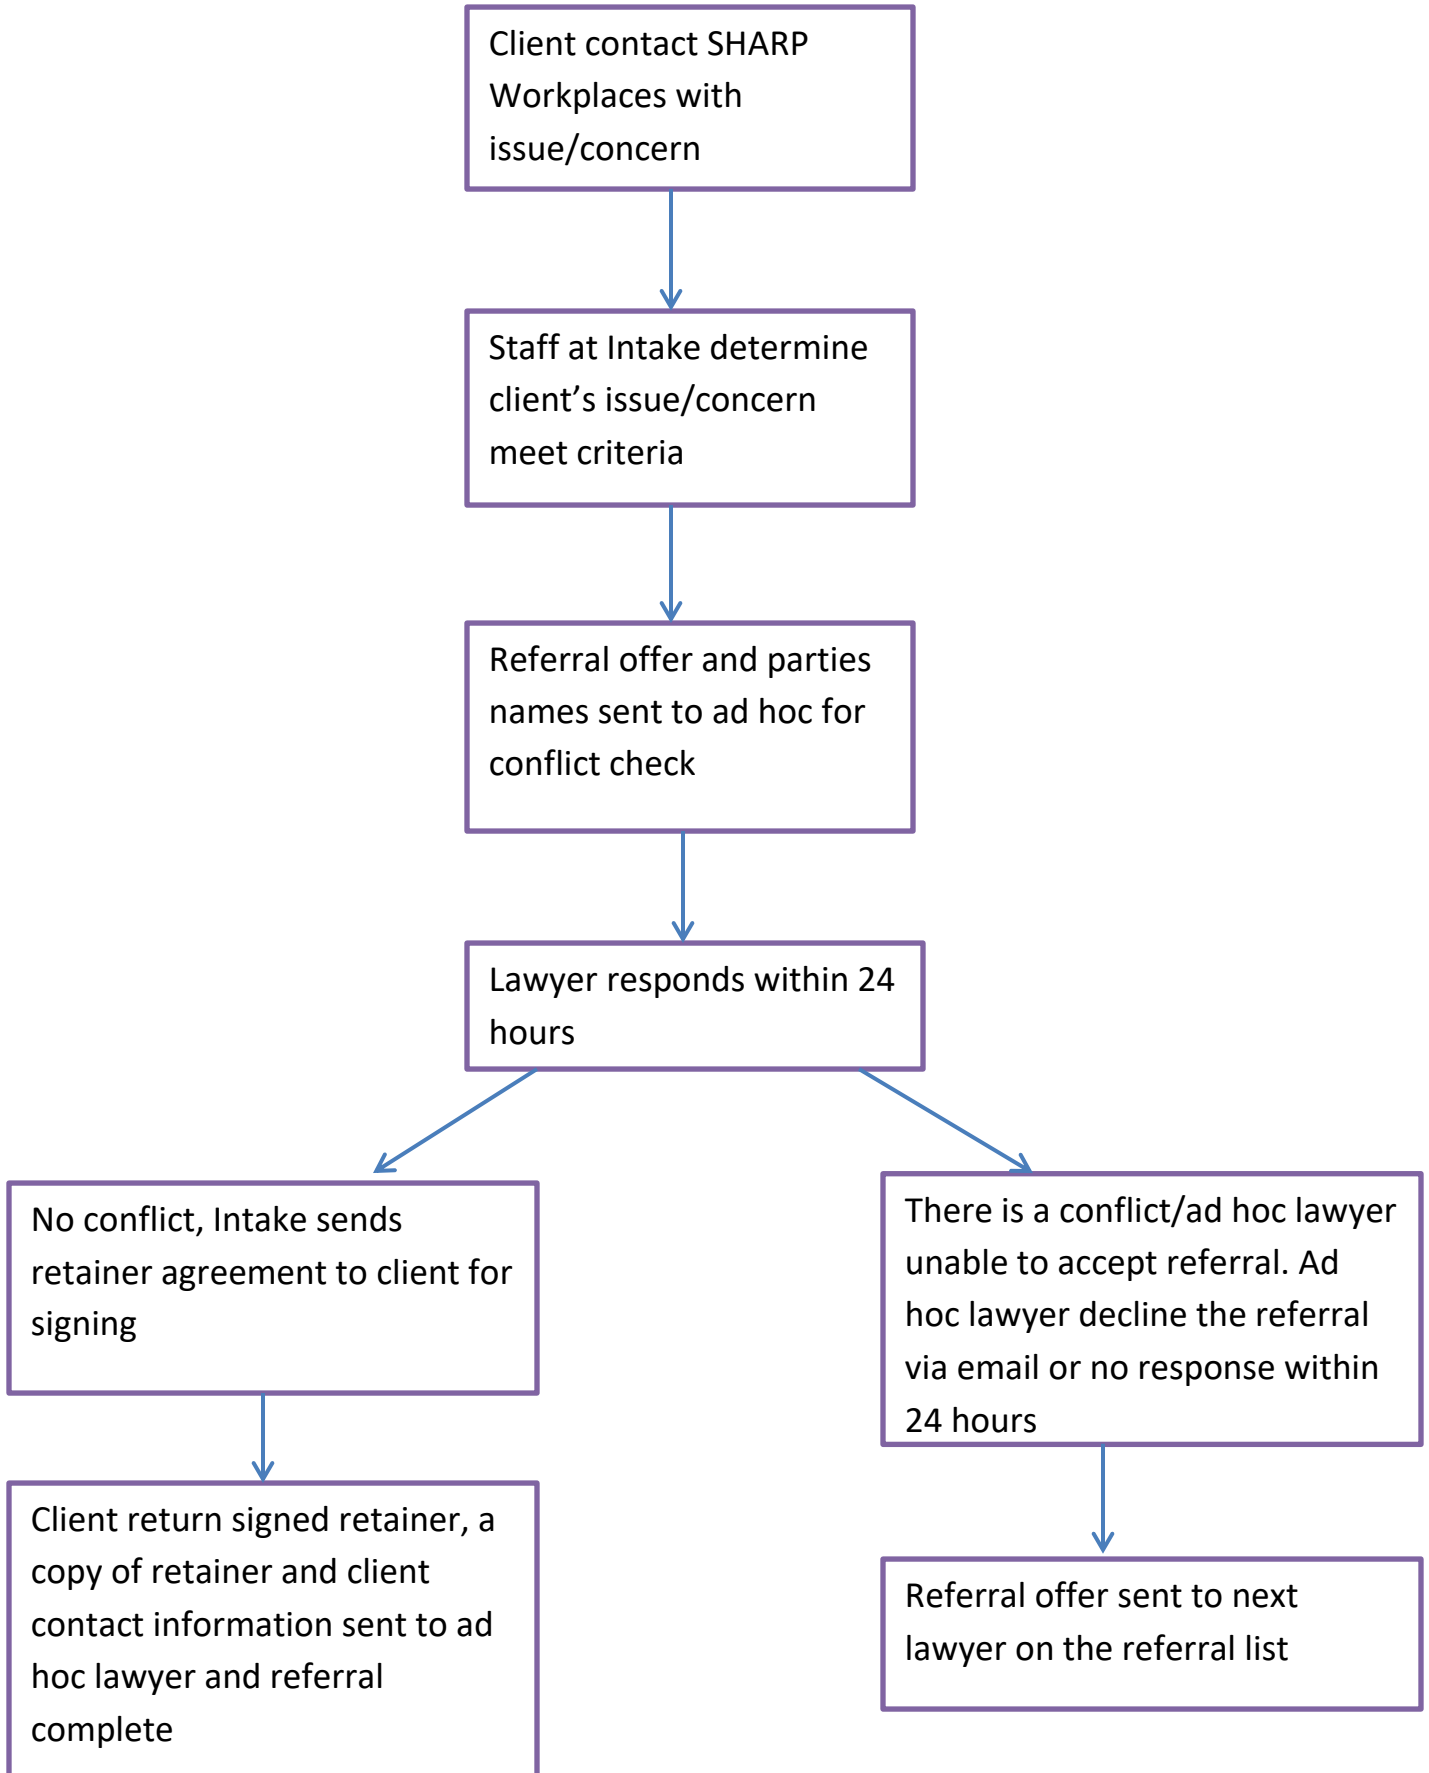 Client contact SHARP
Workplaces with
issue/concern
Staff at Intake determine
client’s issue/concern
meet criteria
Referral offer and parties
names sent to ad hoc for
conflict check
Lawyer responds within 24
hours
No conflict, Intake sends
retainer agreement to client for
signing
There is a conflict/ad hoc lawyer
unable to accept referral. Ad
hoc lawyer decline the referral
via email or no response within
24 hours
Client return signed retainer, a
copy of retainer and client
contact information sent to ad
hoc lawyer and referral
complete
Referral offer sent to next
lawyer on the referral list